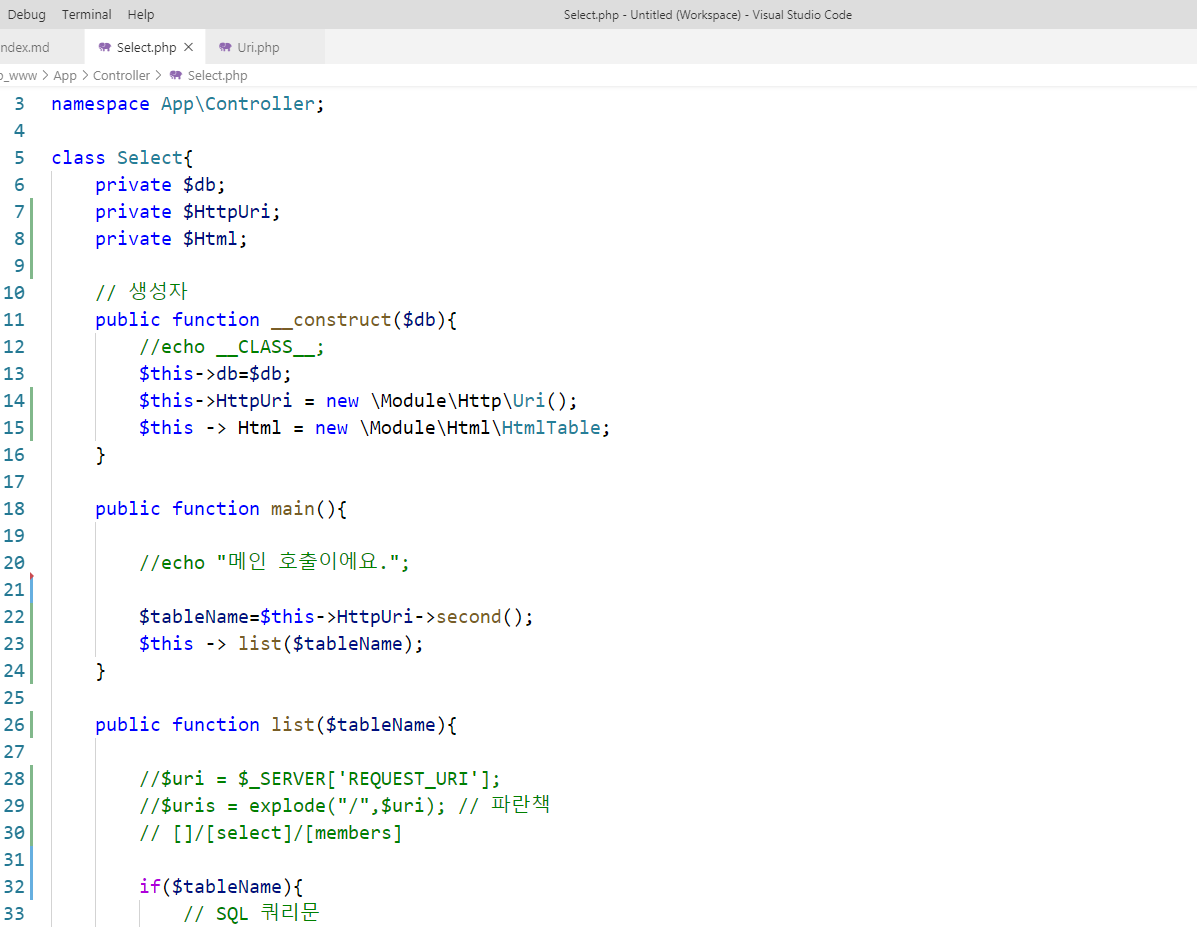 Debug Terminal Help Select.php - Untitled (Workspace) - Visual Studio Code
ndex.md Select.php Uri.php
_www > App > Controller > Select.php
3 namespace App\Controller;
4
5 class Select{
6 private $db;
7 private $HttpUri;
8 private $Html;
9
10 // 생성자
11 public function __construct($db){
12 //echo __CLASS__;
13 $this->db=$db;
14 $this->HttpUri = new \Module\Http\Uri();
15 $this -> Html = new \Module\Html\HtmlTable;
16 }
17
18 public function main(){
19
20 //echo "메인 호출이에요.";
21
22 $tableName=$this->HttpUri->second();
23 $this -> list($tableName);
24 }
25
26 public function list($tableName){
27
28 //$uri = $_SERVER['REQUEST_URI'];
29 //$uris = explode("/",$uri); // 파란책
30 // []/[select]/[members]
31
32 if($tableName){
33 // SQL 쿼리문